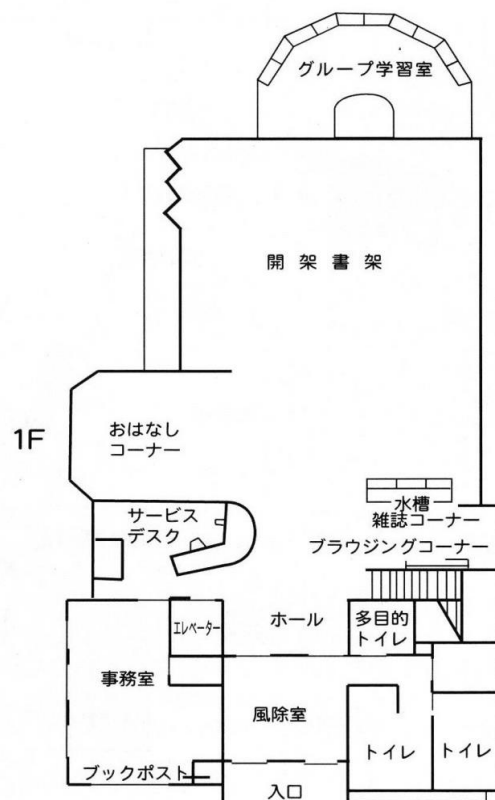 グループ学習室
開架書架
1F
おはなし
コーナー
水槽
サービス
デスク
雑誌コーナー
ブラウジングコーナー
エレベーター
ホール
多目的
トイレ
事務室
風除室
トイレ
トイレ
ブックポスト
入口